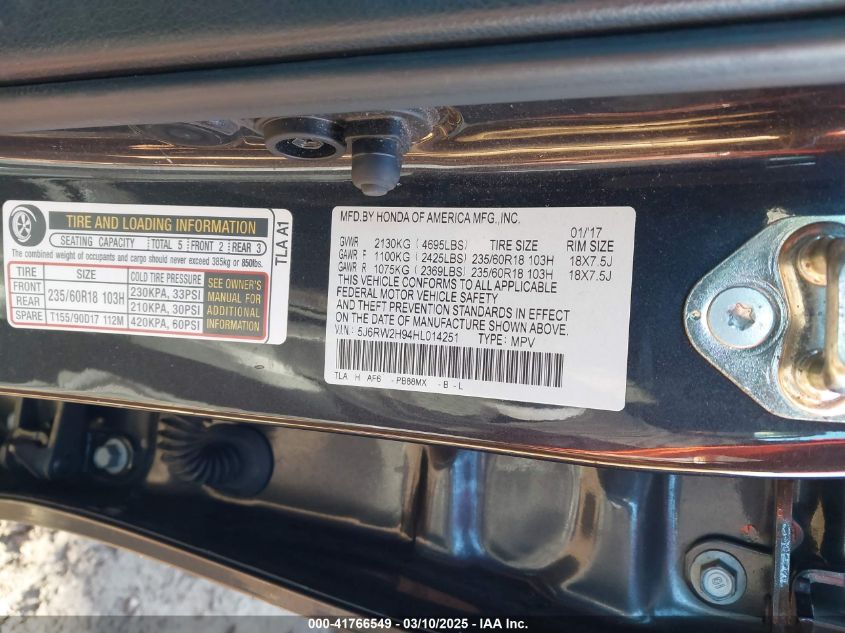 TIRE AND LOADING INFORMATION
SEATING CAPACITY TOTAL 5 FRONT 2 REAR 3
The combined weight of occupants and cargo should never exceed 385kg or 850lbs.
TIRE SIZE COLD TIRE PRESSURE
FRONT 235/60R18 103H 230KPA, 33PSI
REAR 210KPA, 30PSI
SPARE T155/90D17 112M 420KPA, 60PSI
SEE OWNER'S
MANUAL FOR
ADDITIONAL
INFORMATION
TLA A1
MFD.BY HONDA OF AMERICA MFG.,INC. 01/17
GVWR 2130KG (4695LBS) TIRE SIZE RIM SIZE
GAWR F 1100KG (2425LBS) 235/60R18 103H 18X7.5J
GAWR R 1075KG (2369LBS) 235/60R18 103H 18X7.5J
THIS VEHICLE CONFORMS TO ALL APPLICABLE
FEDERAL MOTOR VEHICLE SAFETY
AND THEFT PREVENTION STANDARDS IN EFFECT
ON THE DATE OF MANUFACTURE SHOWN ABOVE.
V.I.N: 5J6RW2H94HL014251 TYPE: MPV
TLA H AF6 -PB88MX -B-L
000-41766549 - 03/10/2025 - IAA Inc.